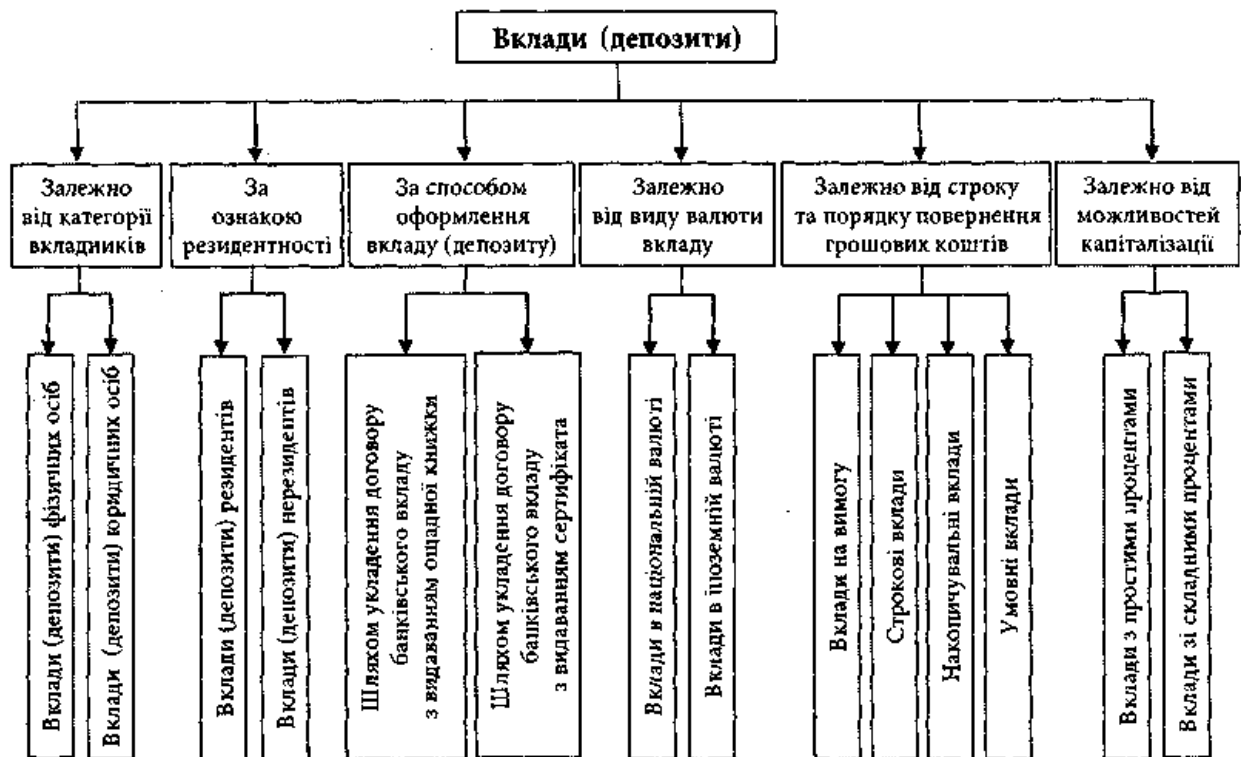 Вклади (депозити)
Залежно
від категорії
вкладників
За
ознакою
резидентності
За способом
оформлення
вкладу (депозиту)
Залежно
від виду валюти
вкладу
Залежно від строку
та порядку повернення
грошових коштів
Залежно від
можливостей
капіталізації
Вклади (депозити) фізичних осіб
Вклади (депозити) юридичних осіб
Вклади (депозити) резидентів
Вклади (депозити) нерезидентів
Шляхом укладення договору
банківського вкладу
з видаванням ощадної книжки
Шляхом укладення договору
банківського вкладу
з видаванням сертифіката
Вклади в національній валюті
Вклади в іноземній валюті
Вклади на вимогу
Строкові вклади
Накопичувальні вклади
Умовні вклади
Вклади з простими процентами
Вклади зі складними процентами